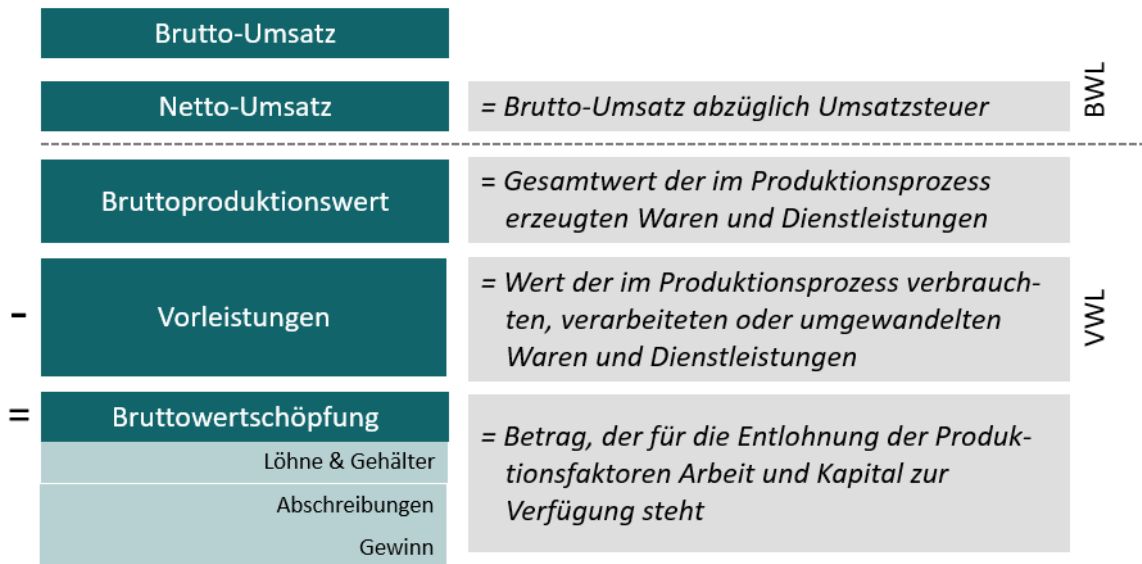 Brutto-Umsatz
Netto-Umsatz
= Brutto-Umsatz abzüglich Umsatzsteuer
BWL
Bruttoproduktionswert
= Gesamtwert der im Produktionsprozess
erzeugten Waren und Dienstleistungen
-
Vorleistungen
= Wert der im Produktionsprozess verbrauch-
ten, verarbeiteten oder umgewandelten
Waren und Dienstleistungen
VWL
=
Bruttowertschöpfung
Löhne & Gehälter
Abschreibungen
Gewinn
= Betrag, der für die Entlohnung der Produk-
tionsfaktoren Arbeit und Kapital zur
Verfügung steht